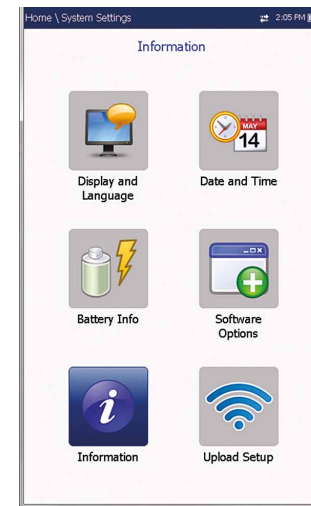 Home \ System Settings
2:05 PM
Information
MAY
14
Display and
Language
Date and Time
Battery Info
Software
Options
i
Information
Upload Setup